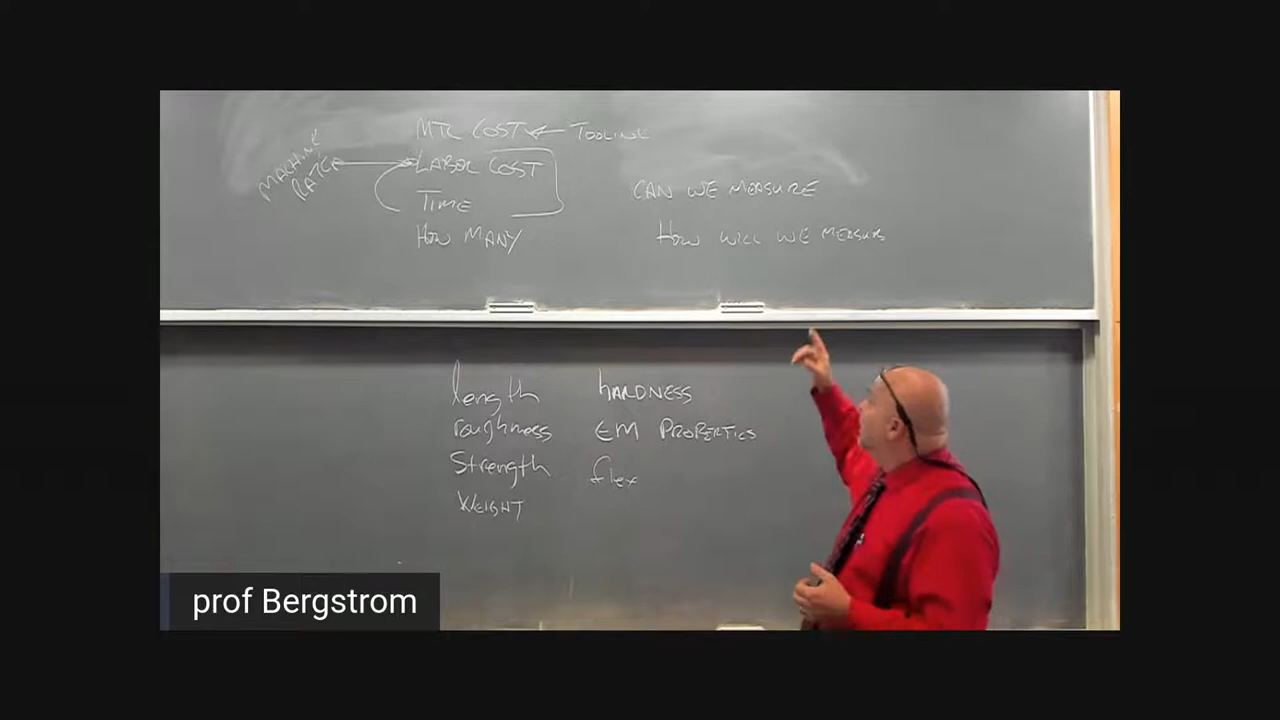 MTL COST ← TOOLING
MACHINE
RATE
LABOR COST
TIME
HOW MANY
CAN WE MEASURE
HOW WILL WE MEASURE
length
roughness
Strength
WEIGHT
hARDNESS
EM PROPERTIES
flex
prof Bergstrom